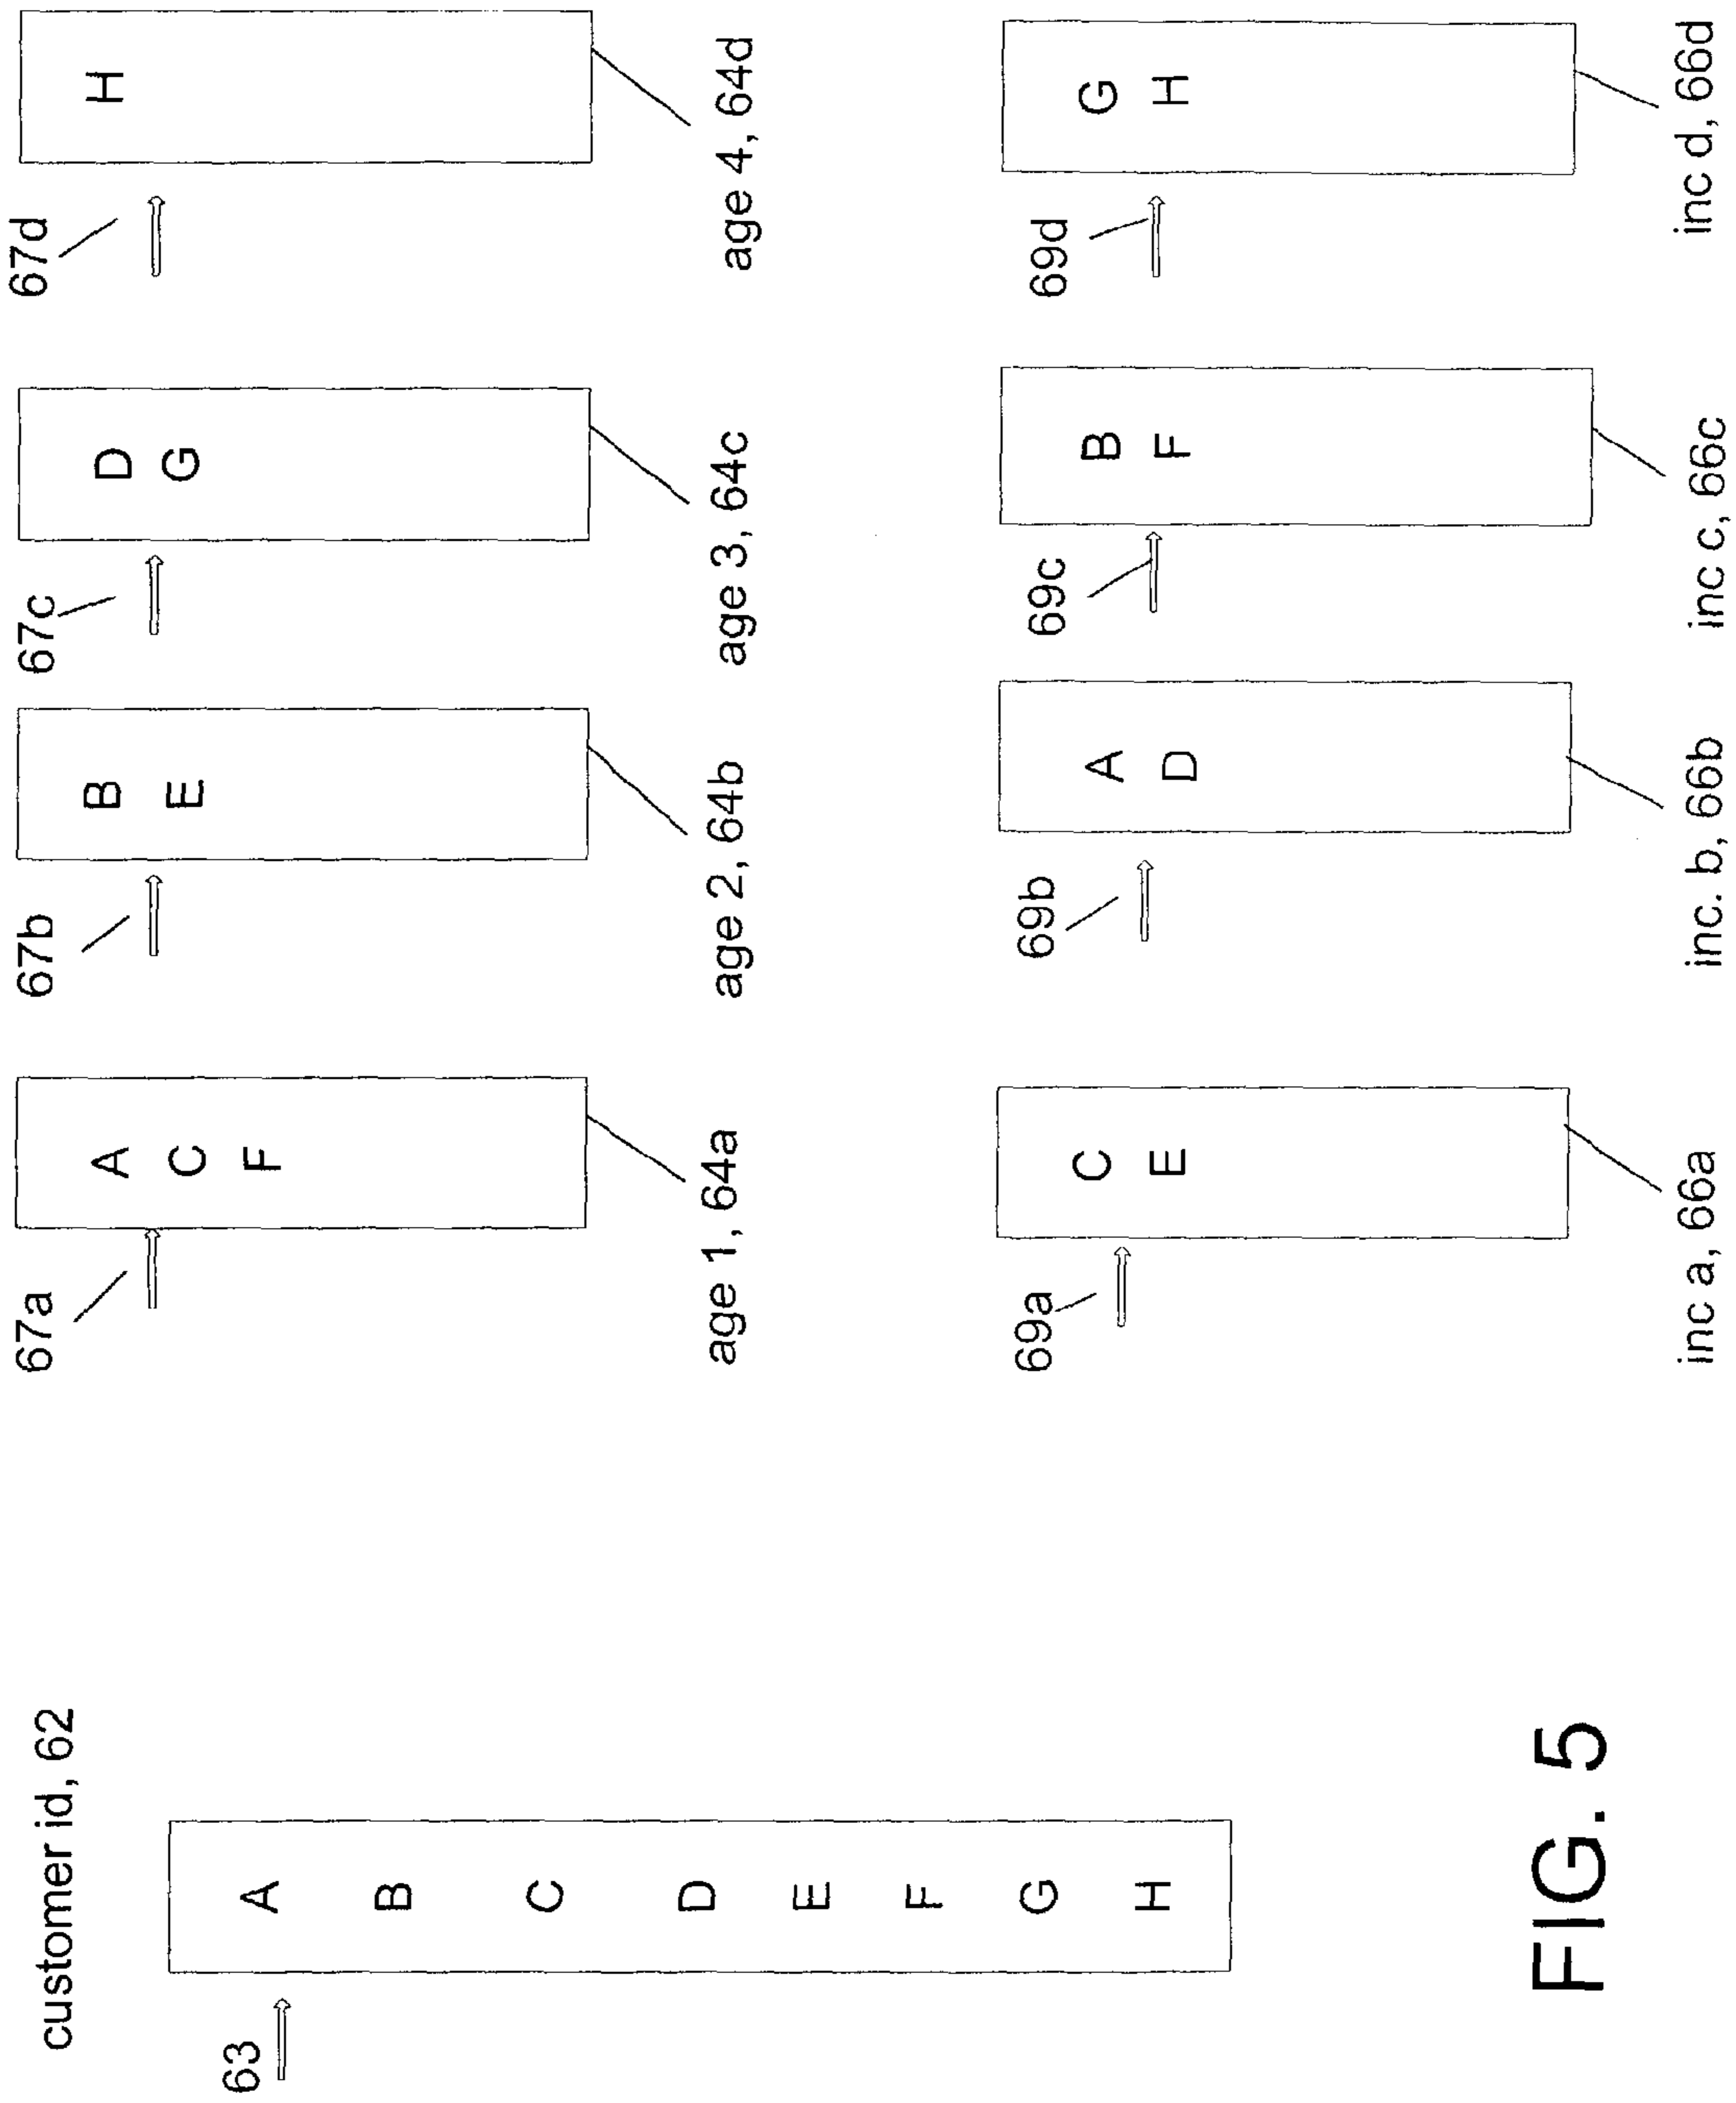 customer id, 62
63
A
B
C
D
E
F
G
H
67a
A
C
F
age 1, 64a
67b
B
E
age 2, 64b
67c
D
G
age 3, 64c
67d
H
age 4, 64d
69a
C
E
inc a, 66a
69b
A
D
inc. b, 66b
69c
B
F
inc c, 66c
69d
G
H
inc d, 66d
FIG. 5